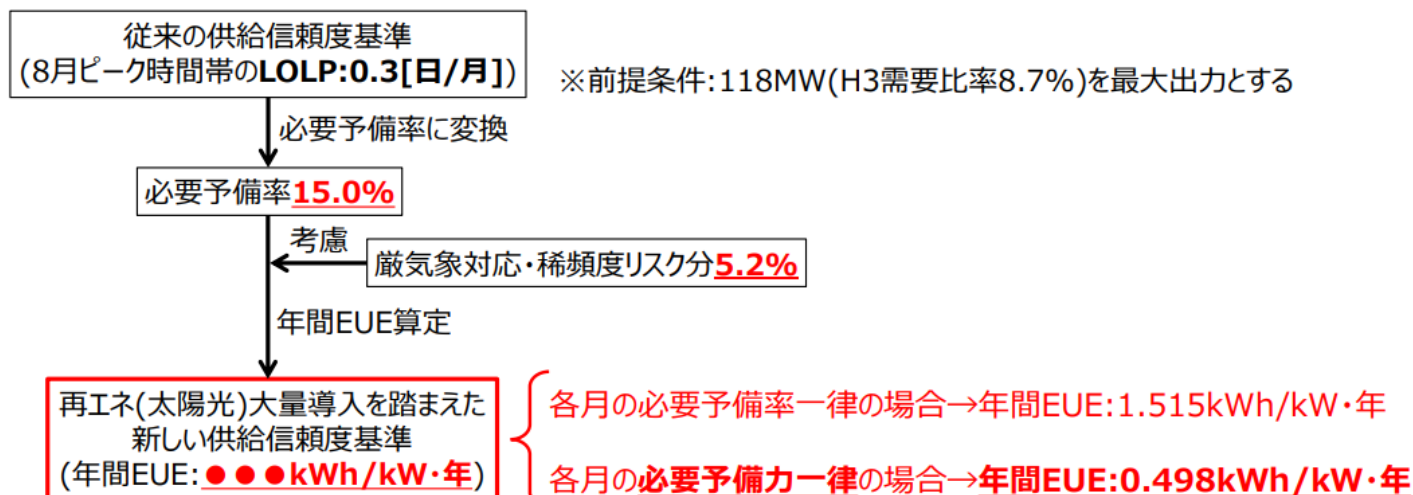 従来の供給信頼度基準
(8月ピーク時間帯のLOLP:0.3[日/月])
※前提条件:118MW(H3需要比率8.7%)を最大出力とする
必要予備率に変換
必要予備率15.0%
考慮
厳気象対応・稀頻度リスク分5.2%
年間EUE算定
再エネ(太陽光)大量導入を踏まえた
新しい供給信頼度基準
(年間EUE:●●●kWh/kW・年)
各月の必要予備率一律の場合→年間EUE:1.515kWh/kW・年
各月の必要予備力一律の場合→年間EUE:0.498kWh/kW・年